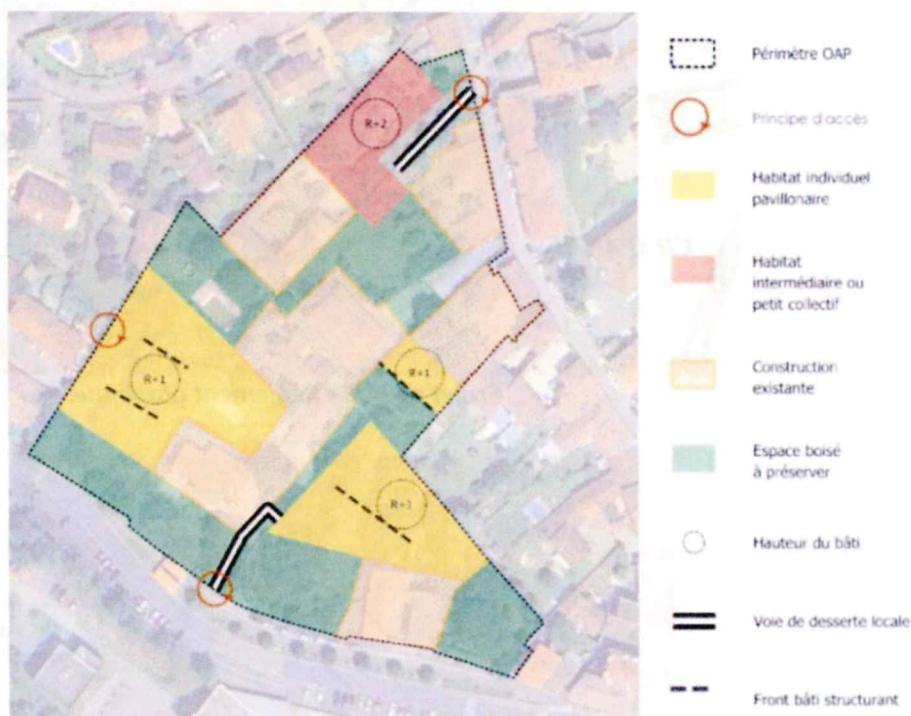 R+2
R+1
R+1
R+1
Périmètre OAP
Principe d'accès
Habitat individuel
pavillonaire
Habitat
intermédiaire ou
petit collectif
Construction
existante
Espace boisé
à préserver
Hauteur du bâti
Voie de desserte locale
Front bâti structurant